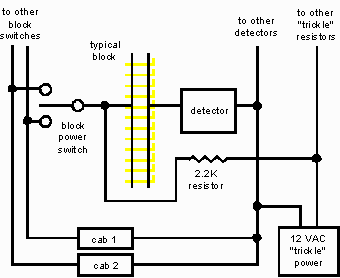 to other
block
switches
typical
block
to other
detectors
to other
"trickle"
resistors
detector
block
power
switch
2.2K
resistor
cab 1
cab 2
12 VAC
"trickle"
power